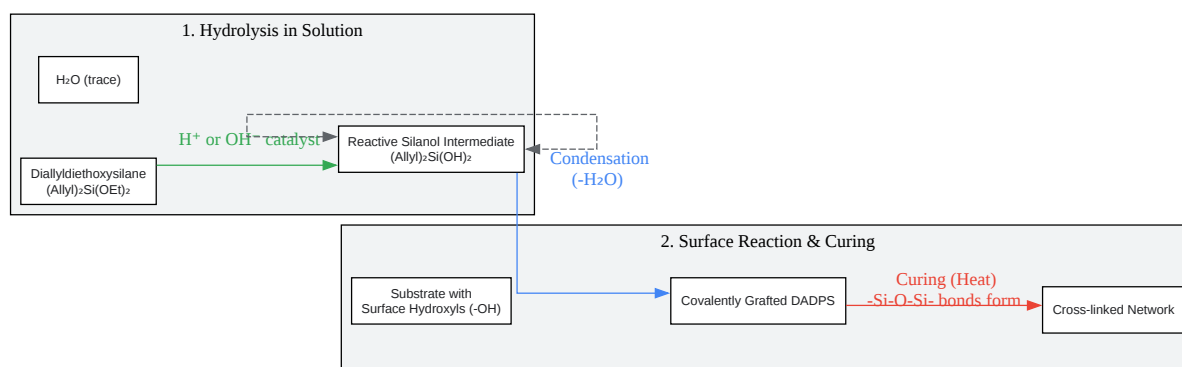 1. Hydrolysis in Solution
H₂O (trace)
H⁺ or OH⁻ catalyst
Diallyldiethoxysilane
(Allyl)₂Si(OEt)₂
Reactive Silanol Intermediate
(Allyl)₂Si(OH)₂
Condensation
(-H₂O)
2. Surface Reaction & Curing
Substrate with
Surface Hydroxyls (-OH)
Covalently Grafted DADPS
Curing (Heat)
-Si-O-Si- bonds form
Cross-linked Network